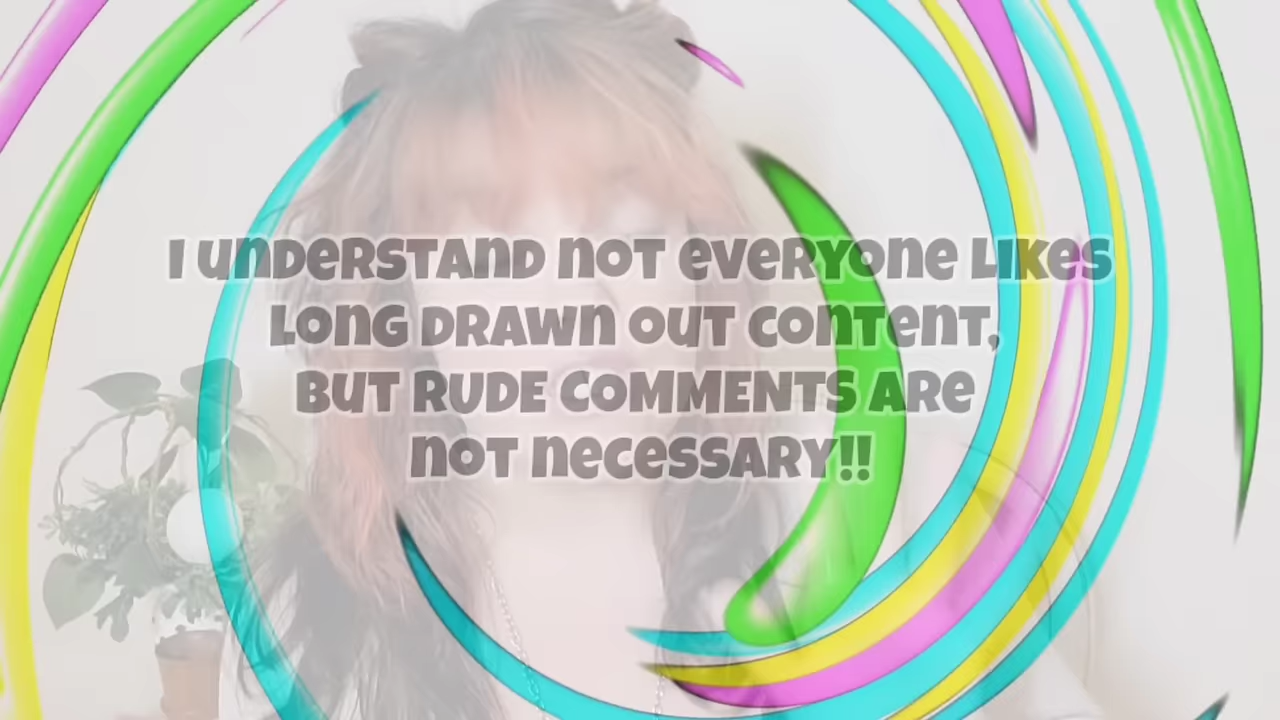 I UNDERSTAND NOT EVERYONE LIKES
LONG DRAWN OUT CONTENT,
BUT RUDE COMMENTS ARE
NOT NECESSARY!!